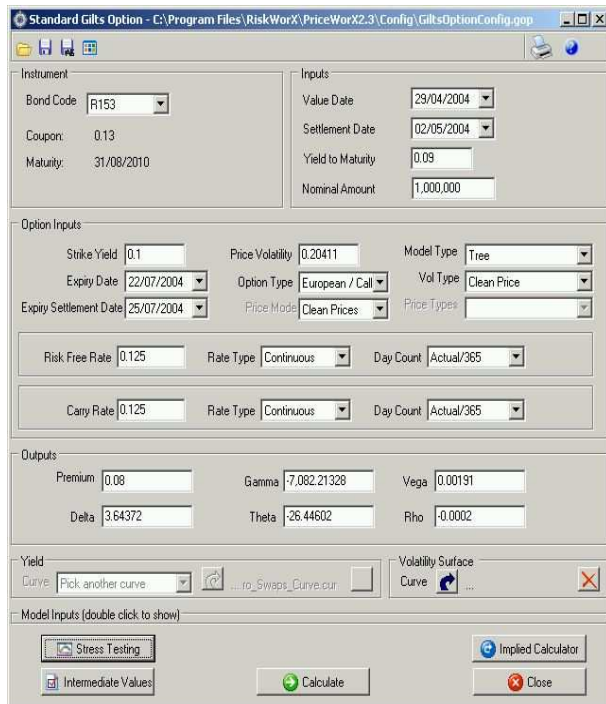 Standard Gilts Option - C:\Program Files\RiskWorX\PriceWorX2.3\Config\GiltsOptionConfig.gop
Instrument
Bond Code R153
Coupon: 0.13
Maturity: 31/08/2010
Inputs
Value Date 29/04/2004
Settlement Date 02/05/2004
Yield to Maturity 0.09
Nominal Amount 1,000,000
Option Inputs
Strike Yield 0.1 Price Volatility 0.20411 Model Type Tree
Expiry Date 22/07/2004 Option Type European / Call Vol Type Clean Price
Expiry Settlement Date 25/07/2004 Price Mode Clean Prices Price Types
Risk Free Rate 0.125 Rate Type Continuous Day Count Actual/365
Carry Rate 0.125 Rate Type Continuous Day Count Actual/365
Outputs
Premium 0.08 Gamma -7,082.21328 Vega 0.00191
Delta 3.64372 Theta -26.44602 Rho -0.0002
Yield
Curve Pick another curve ....ro_Swaps_Curve.cur
Volatility Surface
Curve ...
Model Inputs (double click to show)
Stress Testing Implied Calculator
Intermediate Values Calculate Close